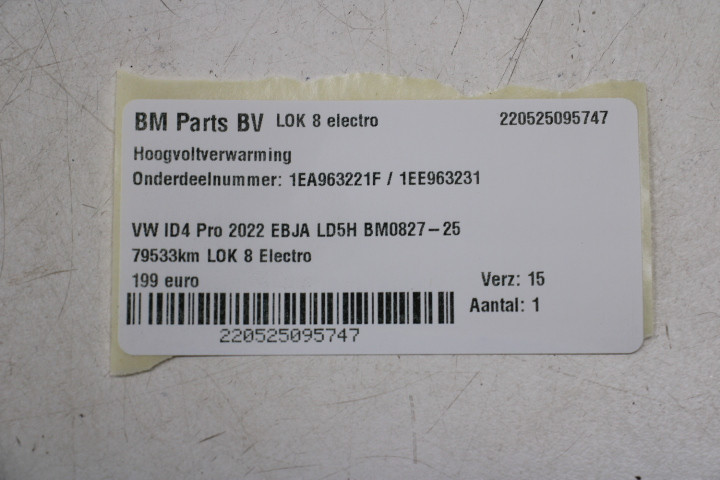 BM Parts BV LOK 8 electro 220525095747
Hoogvoltverwarming
Onderdeelnummer: 1EA963221F / 1EE963231
VW ID4 Pro 2022 EBJA LD5H BM0827-25
79533km LOK 8 Electro
199 euro Verz: 15
Aantal: 1
220525095747